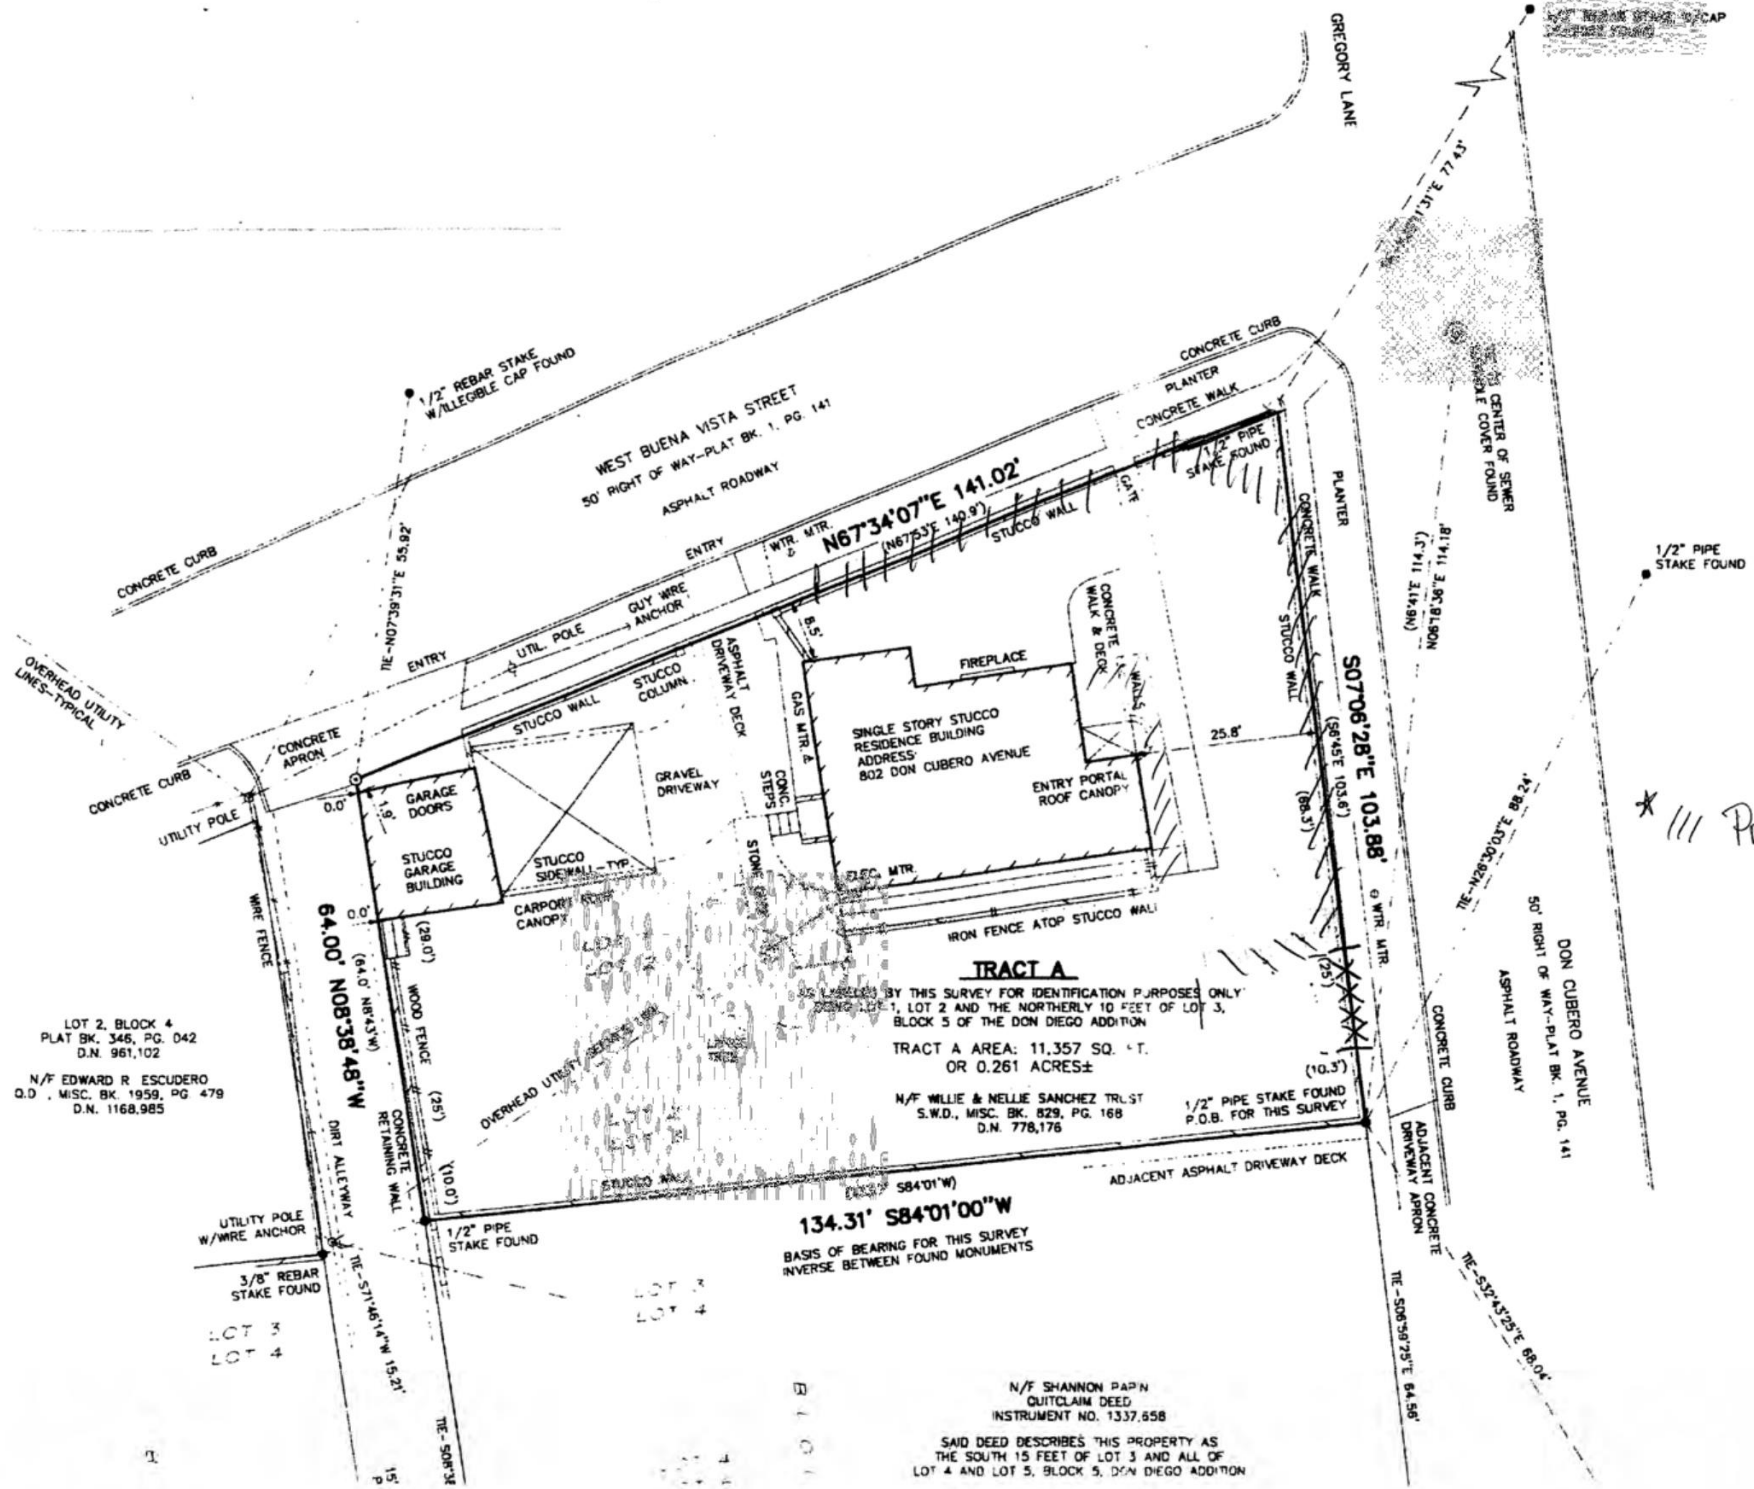 GREGORY LANE
1/2" REBAR STAKE
W/ILLEGIBLE CAP FOUND
WEST BUENA VISTA STREET
50' RIGHT OF WAY-PLAT BK. 1, PG. 141
ASPHALT ROADWAY
CONCRETE CURB
PLANTER
CONCRETE WALK
1/2" PIPE
STAKE FOUND
CENTER OF SEWER
COVER FOUND
CONCRETE CURB
TIE-N07°39'31"E 55.92'
ENTRY
WTR. MTR.
N67°34'07"E 141.02'
(N67°53'E 140.9')
STUCCO WALL
GATE
PLANTER
CONCRETE WALK
STUCCO WALL
(N6°41'E 114.3')
N06°18'36"E 114.18'
1/2" PIPE
STAKE FOUND
OVERHEAD UTILITY
LINES-TYPICAL
ENTRY
UTIL. POLE
GUY WIRE
ANCHOR
8.5'
CONCRETE
WALK & DECK
WALLS
CONCRETE
APRON
STUCCO WALL
STUCCO
COLUMN
ASPHALT
DRIVEWAY DECK
GAS MTR.
FIREPLACE
SINGLE STORY STUCCO
RESIDENCE BUILDING
ADDRESS
802 DON CUBERO AVENUE
25.8'
S07°06'28"E 103.88'
(S6°45'E 103.6')
(68.3')
CONCRETE CURB
UTILITY POLE
0.0'
1.9'
GARAGE
DOORS
GRAVEL
DRIVEWAY
CONC.
STEPS
ENTRY PORTAL
ROOF CANOPY
STUCCO
GARAGE
BUILDING
STUCCO
SIDEWALL-TYP.
STONE
ELEC. MTR.
TIE-N26°30'03"E 88.24'
* III
WIRE FENCE
0.0'
(29.0')
CARPORT ROOF
CANOPY
IRON FENCE ATOP STUCCO WALL
WTR. MTR.
64.00' N08°38'48"W
(64.0' N8°43'W)
WOOD FENCE
(25')
TRACT A
BY THIS SURVEY FOR IDENTIFICATION PURPOSES ONLY
1, LOT 2 AND THE NORTHERLY 10 FEET OF LOT 3,
BLOCK 5 OF THE DON DIEGO ADDITION
TRACT A AREA: 11,357 SQ. FT.
OR 0.261 ACRES±
N/F WILLIE & NELLIE SANCHEZ TRUST
S.W.D., MISC. BK. 829, PG. 168
D.N. 778,176
(25')
(10.3')
1/2" PIPE STAKE FOUND
P.O.B. FOR THIS SURVEY
DON CUBERO AVENUE
50' RIGHT OF WAY-PLAT BK. 1, PG. 141
ASPHALT ROADWAY
CONCRETE CURB
LOT 2, BLOCK 4
PLAT BK. 346, PG. 042
D.N. 961,102
N/F EDWARD R ESCUDERO
Q.D., MISC. BK. 1959, PG 479
D.N. 1168,985
OVERHEAD UTILITY
DIRT ALLEYWAY
CONCRETE
RETAINING WALL
(10.0')
STUCCO WALL
S84°01'W)
134.31' S84°01'00"W
BASIS OF BEARING FOR THIS SURVEY
INVERSE BETWEEN FOUND MONUMENTS
ADJACENT ASPHALT DRIVEWAY DECK
ADJACENT CONCRETE
DRIVEWAY APRON
UTILITY POLE
W/WIRE ANCHOR
1/2" PIPE
STAKE FOUND
3/8" REBAR
STAKE FOUND
LOT 3
LOT 4
LOT 3
LOT 4
TIE-S71°46'14"W 15.21'
TIE-S06°59'25"E 64.56'
TIE-S32°43'25"E 68.04'
15'
N/F SHANNON PAPIN
QUITCLAIM DEED
INSTRUMENT NO. 1337,658
SAID DEED DESCRIBES THIS PROPERTY AS
THE SOUTH 15 FEET OF LOT 3 AND ALL OF
LOT 4 AND LOT 5, BLOCK 5, DON DIEGO ADDITION